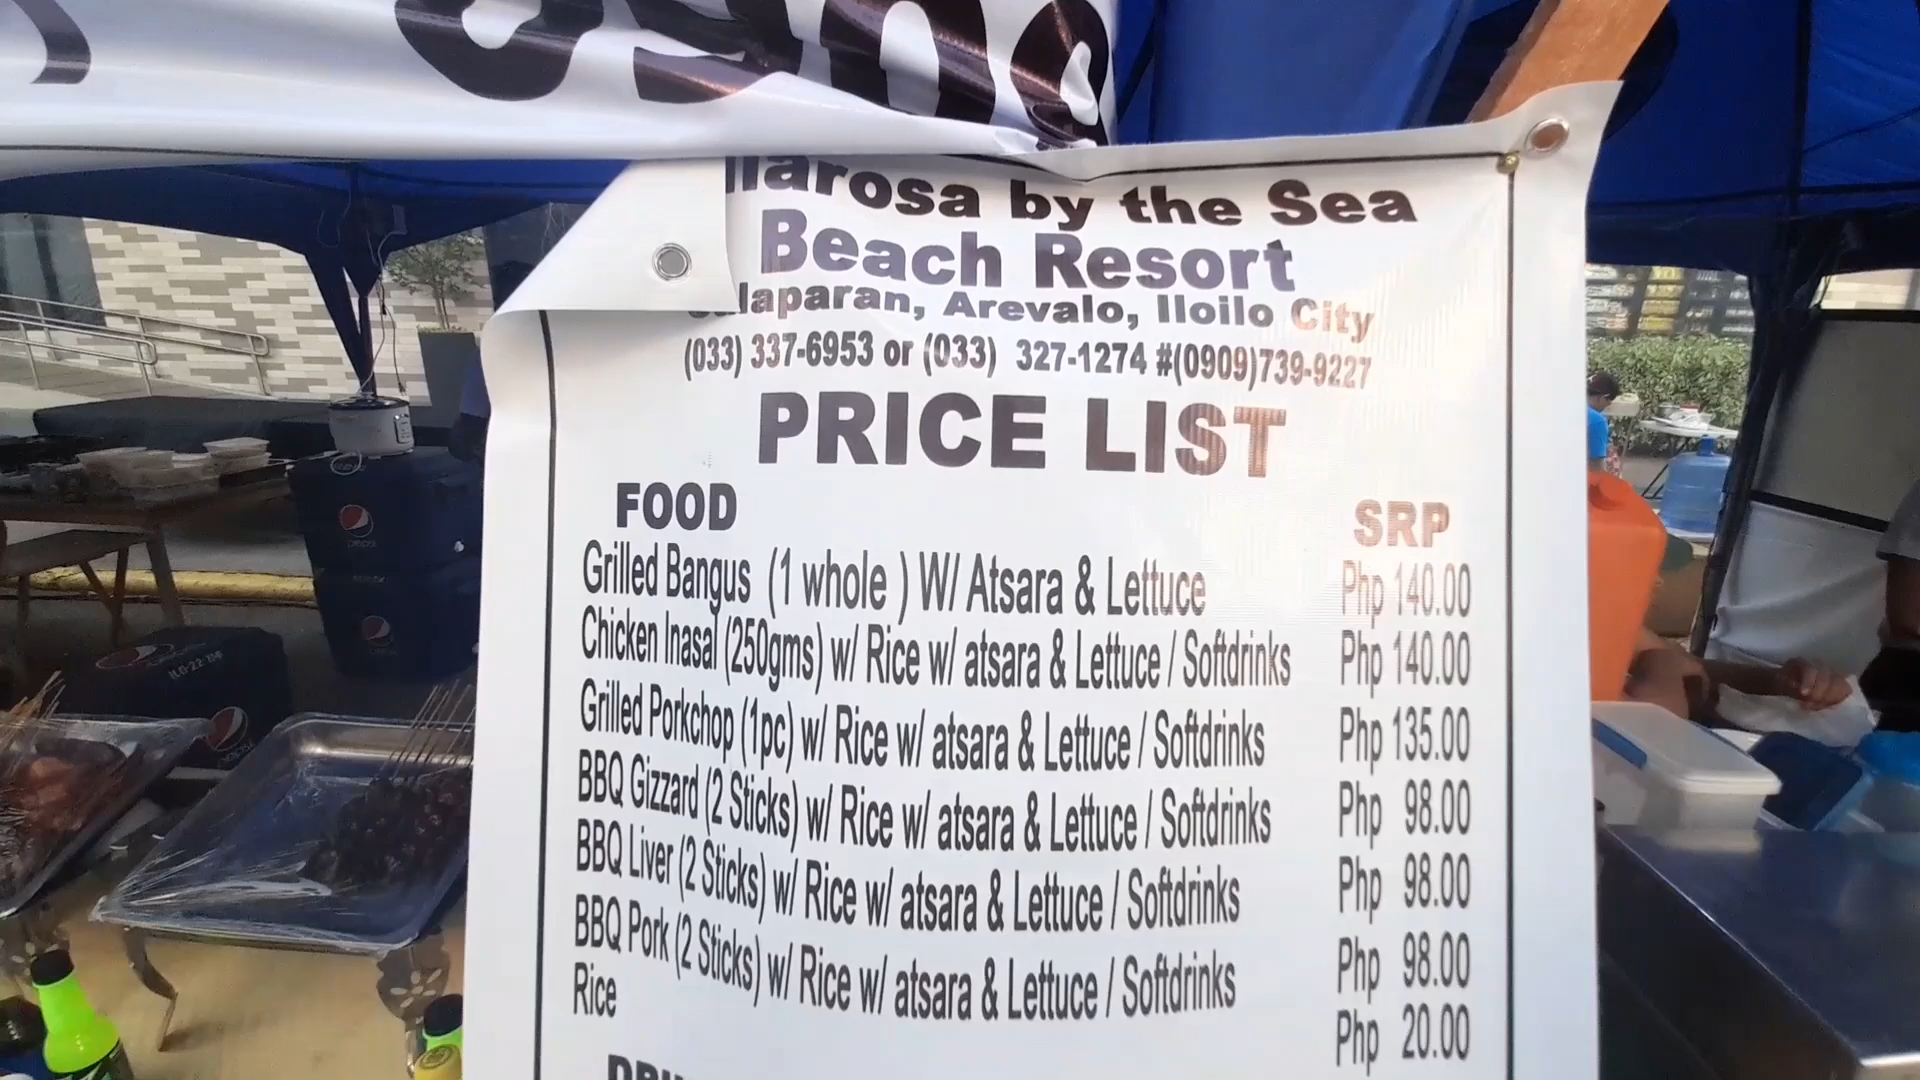 llarosa by the Sea
Beach Resort
laparan, Arevalo, Iloilo City
(033) 337-6953 or (033) 327-1274 #(0909)739-9227
PRICE LIST
FOOD SRP
Grilled Bangus (1 whole ) W/ Atsara & Lettuce Php 140.00
Chicken Inasal (250gms) w/ Rice w/ atsara & Lettuce / Softdrinks Php 140.00
Grilled Porkchop (1pc) w/ Rice w/ atsara & Lettuce / Softdrinks Php 135.00
BBQ Gizzard (2 Sticks) w/ Rice w/ atsara & Lettuce / Softdrinks Php 98.00
BBQ Liver (2 Sticks) w/ Rice w/ atsara & Lettuce / Softdrinks Php 98.00
BBQ Pork (2 Sticks) w/ Rice w/ atsara & Lettuce / Softdrinks Php 98.00
Rice Php 20.00
pepsi